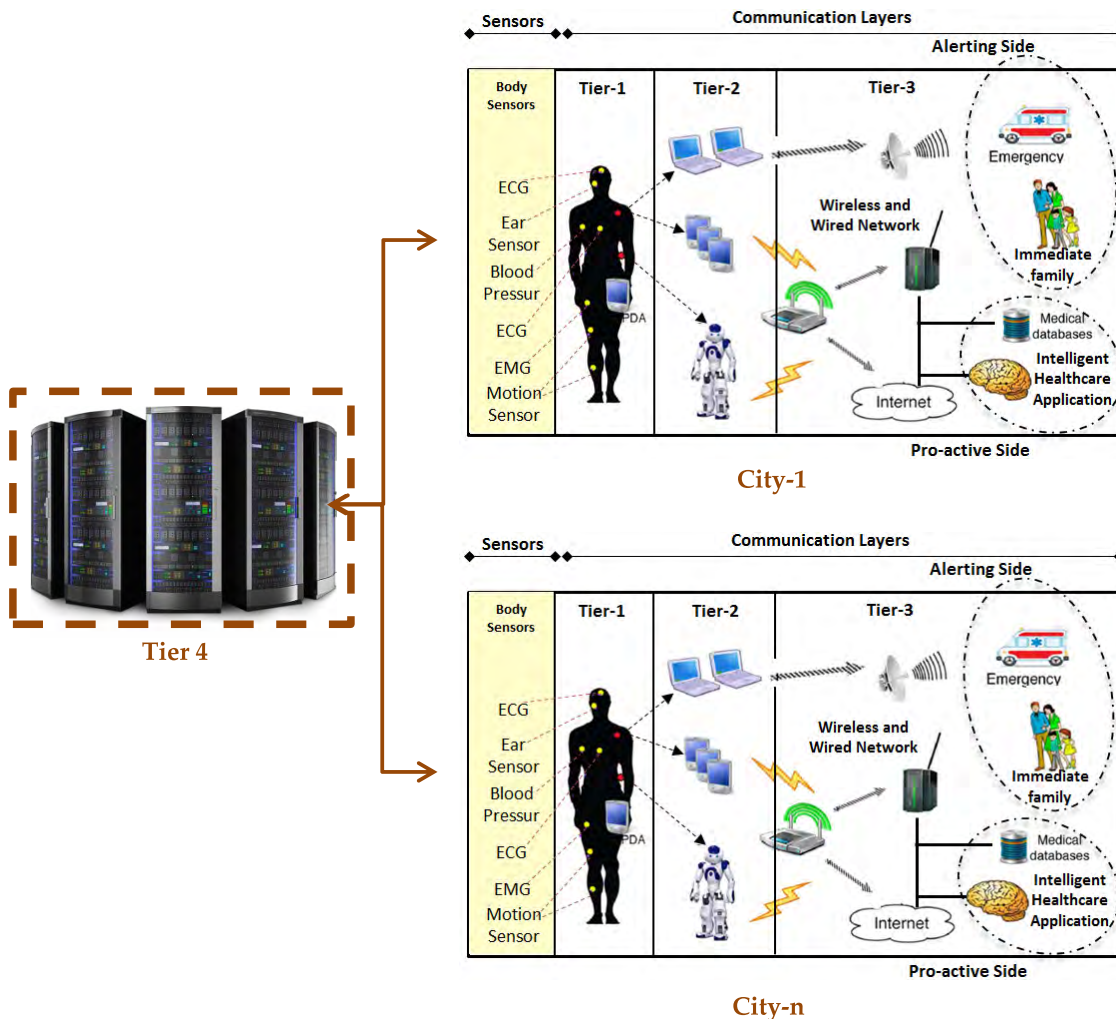 Sensors
Communication Layers
Alerting Side
Body
Sensors
Tier-1
Tier-2
Tier-3
ECG
Ear
Sensor
Blood
Pressur
ECG
EMG
Motion
Sensor
PDA
Wireless and
Wired Network
Internet
Emergency
Immediate
family
Medical
databases
Intelligent
Healthcare
Application
Pro-active Side
City-1
Tier 4
Sensors
Communication Layers
Alerting Side
Body
Sensors
Tier-1
Tier-2
Tier-3
ECG
Ear
Sensor
Blood
Pressur
ECG
EMG
Motion
Sensor
PDA
Wireless and
Wired Network
Internet
Emergency
Immediate
family
Medical
databases
Intelligent
Healthcare
Application
Pro-active Side
City-n